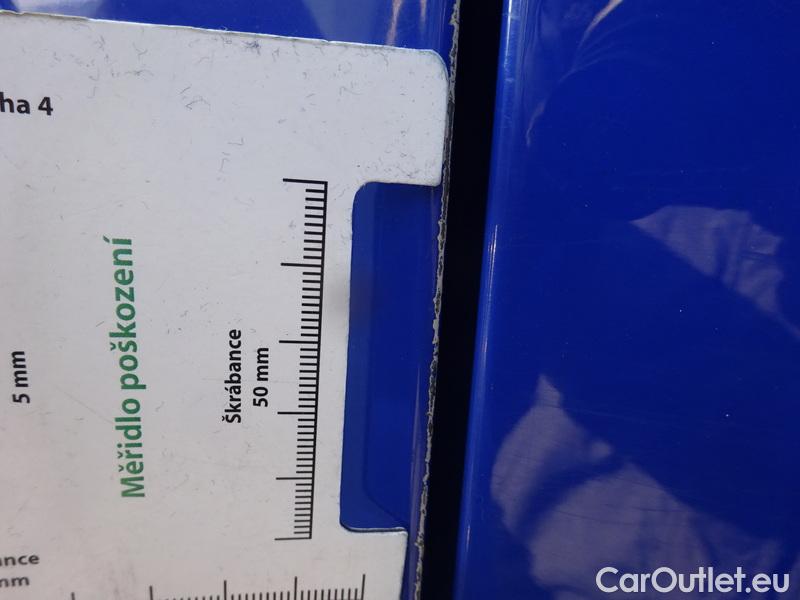 ha 4
Měřidlo poškození
Škrábance
50 mm
5 mm
ance
mm
CarOutlet.eu